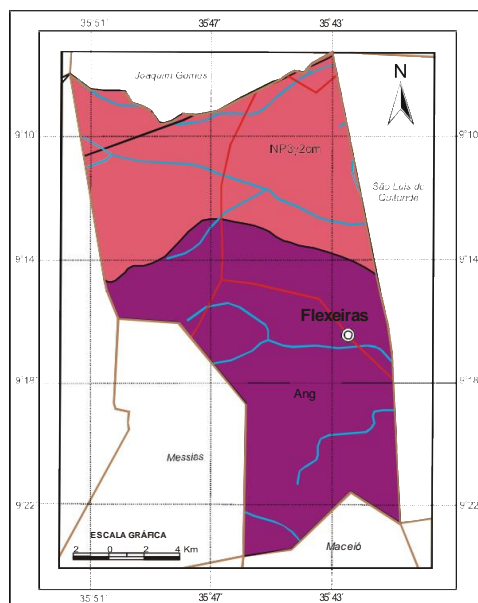 35 51' 35 47' 35 43'
Joaquim Gomes
N
9 10' 9 10'
NP3γ2cm
São Luís do
Quitunde
9 14' 9 14'
Flexeiras
9 18' 9 18'
Ang
Messias
9 22' 9 22'
ESCALA GRÁFICA
2 0 2 4 Km
Maceió
35 51' 35 47' 35 43'